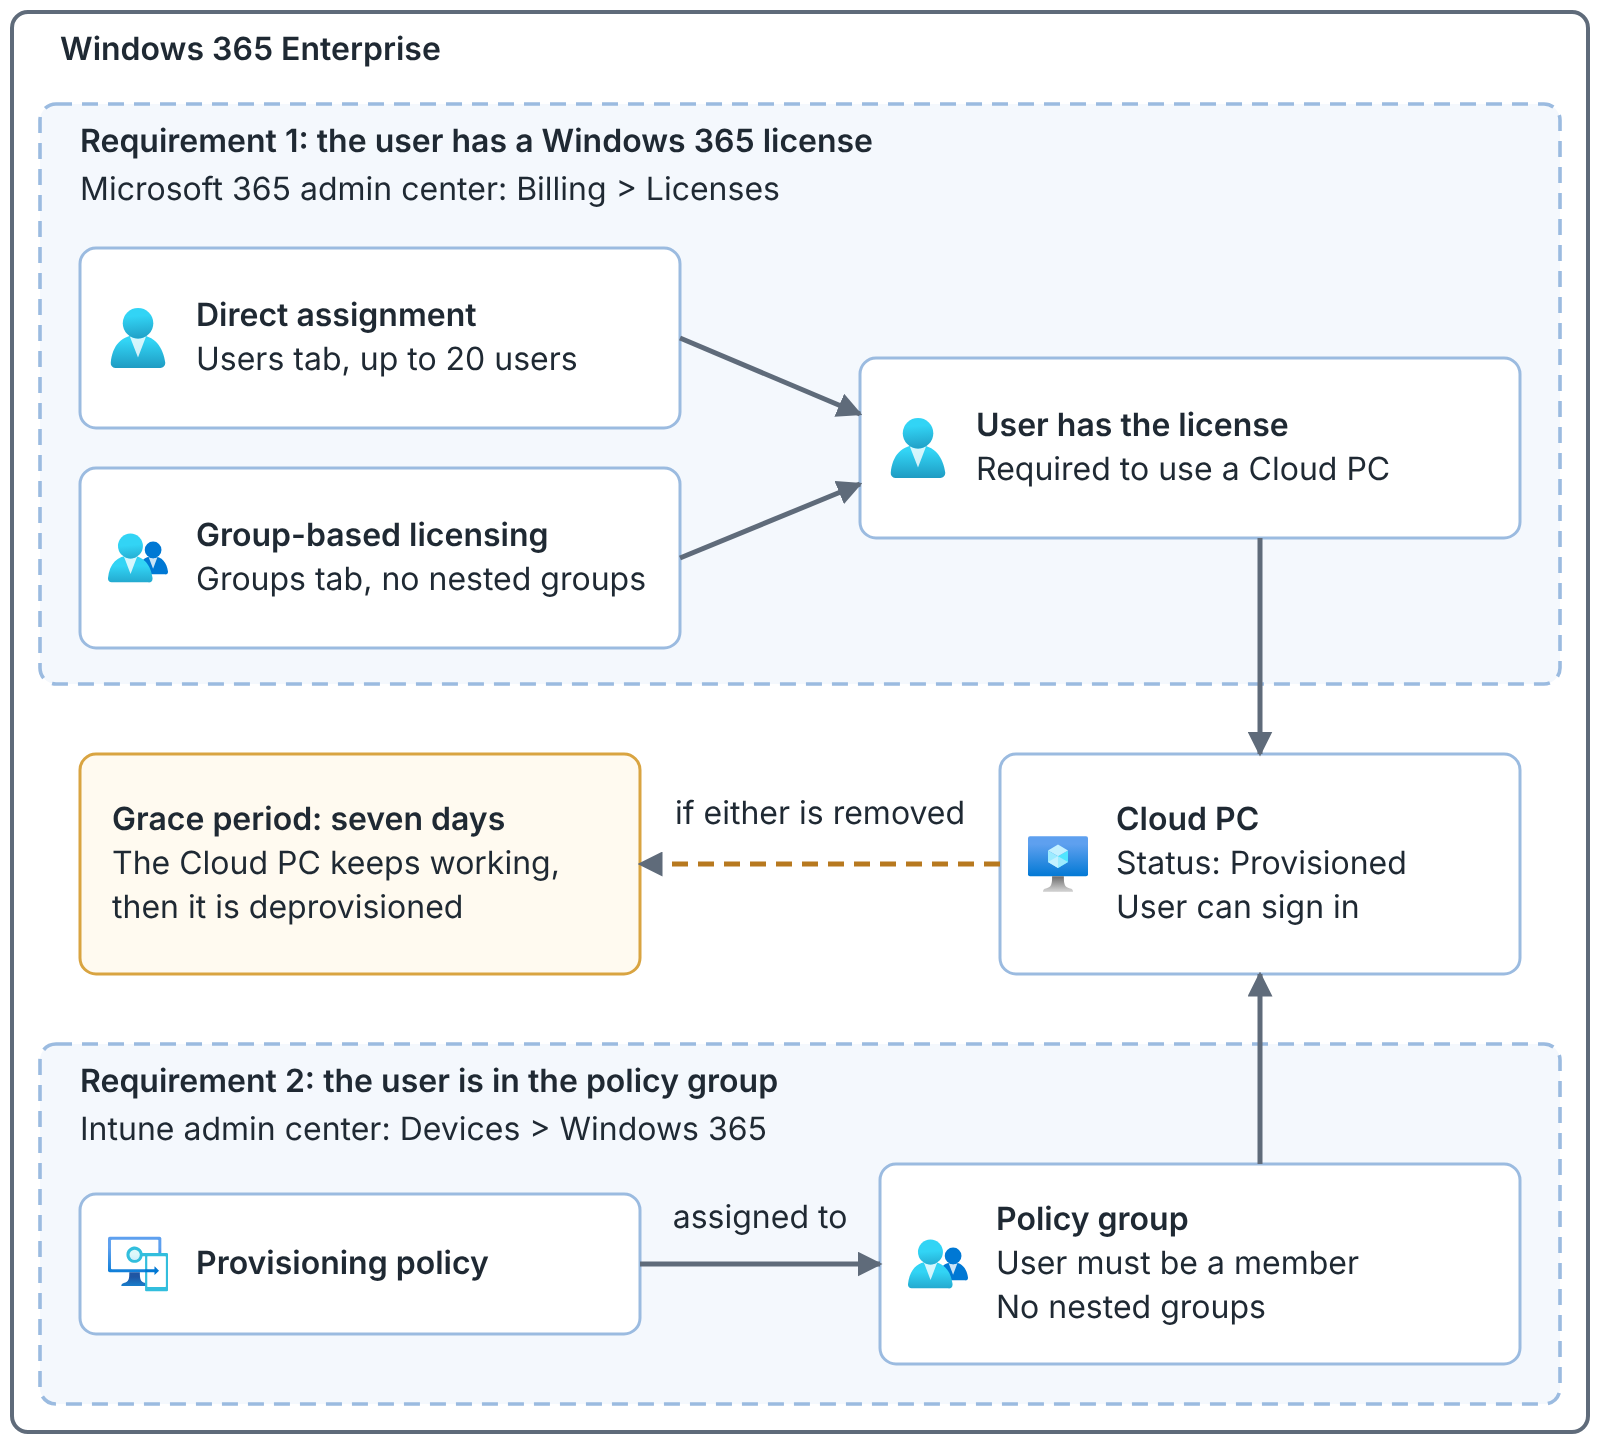 Windows 365 Enterprise
Requirement 1: the user has a Windows 365 license
Microsoft 365 admin center: Billing > Licenses
Direct assignment
Users tab, up to 20 users
Group-based licensing
Groups tab, no nested groups
User has the license
Required to use a Cloud PC
Grace period: seven days
The Cloud PC keeps working,
then it is deprovisioned
if either is removed
Cloud PC
Status: Provisioned
User can sign in
Requirement 2: the user is in the policy group
Intune admin center: Devices > Windows 365
Provisioning policy
assigned to
Policy group
User must be a member
No nested groups